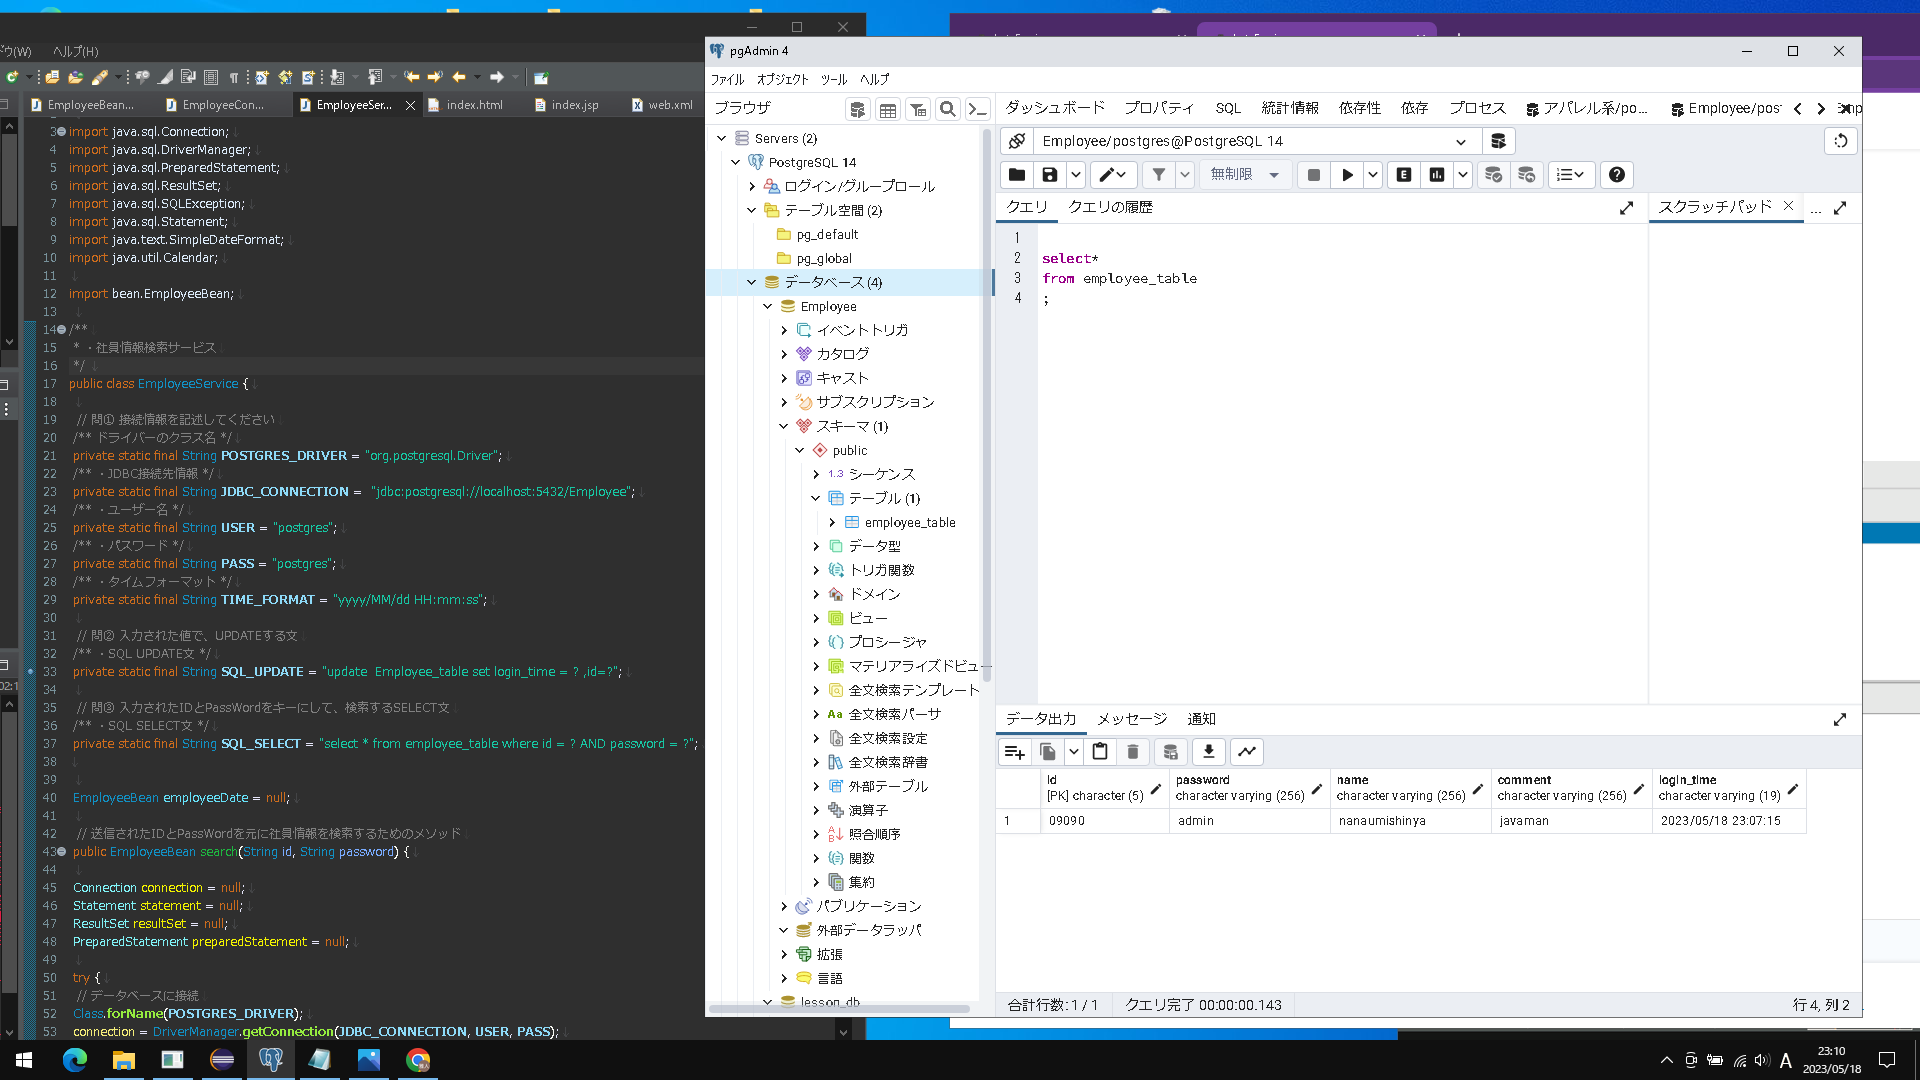 ウ(W) ヘルプ(H)
EmployeeBean...
EmployeeCon...
EmployeeSer...
index.html
index.jsp
web.xml
3 import java.sql.Connection;
4 import java.sql.DriverManager;
5 import java.sql.PreparedStatement;
6 import java.sql.ResultSet;
7 import java.sql.SQLException;
8 import java.sql.Statement;
9 import java.text.SimpleDateFormat;
10 import java.util.Calendar;
11
12 import bean.EmployeeBean;
13
14 /**
15 * ・社員情報検索サービス
16 */
17 public class EmployeeService {
18
19 // 問① 接続情報を記述してください
20 /** ドライバーのクラス名 */
21 private static final String POSTGRES_DRIVER = "org.postgresql.Driver";
22 /** ・JDBC接続先情報 */
23 private static final String JDBC_CONNECTION = "jdbc:postgresql://localhost:5432/Employee";
24 /** ・ユーザー名 */
25 private static final String USER = "postgres";
26 /** ・パスワード */
27 private static final String PASS = "postgres";
28 /** ・タイムフォーマット */
29 private static final String TIME_FORMAT = "yyyy/MM/dd HH:mm:ss";
30
31 // 問② 入力された値で、UPDATEする文
32 /** ・SQL UPDATE文 */
33 private static final String SQL_UPDATE = "update Employee_table set login_time = ? ,id=?";
34
35 // 問③ 入力されたIDとPassWordをキーにして、検索するSELECT文
36 /** ・SQL SELECT文 */
37 private static final String SQL_SELECT = "select * from employee_table where id = ? AND password = ?";
38
39
40 EmployeeBean employeeDate = null;
41
42 // 送信されたIDとPassWordを元に社員情報を検索するためのメソッド
43 public EmployeeBean search(String id, String password) {
44
45 Connection connection = null;
46 Statement statement = null;
47 ResultSet resultSet = null;
48 PreparedStatement preparedStatement = null;
49
50 try {
51 // データベースに接続
52 Class.forName(POSTGRES_DRIVER);
53 connection = DriverManager.getConnection(JDBC_CONNECTION, USER, PASS);
pgAdmin 4
ファイル オブジェクト ツール ヘルプ
ブラウザ
Servers (2)
PostgreSQL 14
ログイン/グループロール
テーブル空間 (2)
pg_default
pg_global
データベース (4)
Employee
イベントトリガ
カタログ
キャスト
サブスクリプション
スキーマ (1)
public
1.3 シーケンス
テーブル (1)
employee_table
データ型
トリガ関数
ドメイン
ビュー
プロシージャ
マテリアライズドビュー
全文検索テンプレート
Aa 全文検索パーサ
全文検索設定
全文検索辞書
外部テーブル
演算子
照合順序
関数
集約
パブリケーション
外部データラッパ
拡張
言語
lesson_db
ダッシュボード プロパティ SQL 統計情報 依存性 依存 プロセス アパレル系/po... Employee/post
Employee/postgres@PostgreSQL 14
無制限
クエリ クエリの履歴
スクラッチパッド × ...
1
2 select*
3 from employee_table
4 ;
データ出力 メッセージ 通知
id
[PK] character (5)
password
character varying (256)
name
character varying (256)
comment
character varying (256)
login_time
character varying (19)
1 09090 admin nanaumishinya javaman 2023/05/18 23:07:15
合計行数: 1 / 1 クエリ完了 00:00:00.143 行 4, 列 2
A
23:10
2023/05/18